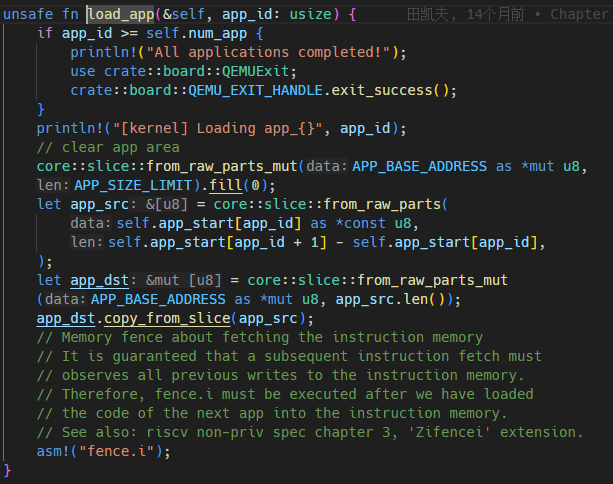 unsafe fn load_app(&self, app_id: usize) {        田凯夫, 14个月前 • Chapter
    if app_id >= self.num_app {
        println!("All applications completed!");
        use crate::board::QEMUExit;
        crate::board::QEMU_EXIT_HANDLE.exit_success();
    }
    println!("[kernel] Loading app_{}", app_id);
    // clear app area
    core::slice::from_raw_parts_mut(data: APP_BASE_ADDRESS as *mut u8,
    len: APP_SIZE_LIMIT).fill(0);
    let app_src: &[u8] = core::slice::from_raw_parts(
        data: self.app_start[app_id] as *const u8,
        len: self.app_start[app_id + 1] - self.app_start[app_id],
    );
    let app_dst: &mut [u8] = core::slice::from_raw_parts_mut
    (data: APP_BASE_ADDRESS as *mut u8, app_src.len());
    app_dst.copy_from_slice(app_src);
    // Memory fence about fetching the instruction memory
    // It is guaranteed that a subsequent instruction fetch must
    // observes all previous writes to the instruction memory.
    // Therefore, fence.i must be executed after we have loaded
    // the code of the next app into the instruction memory.
    // See also: riscv non-priv spec chapter 3, 'Zifencei' extension.
    asm!("fence.i");
}